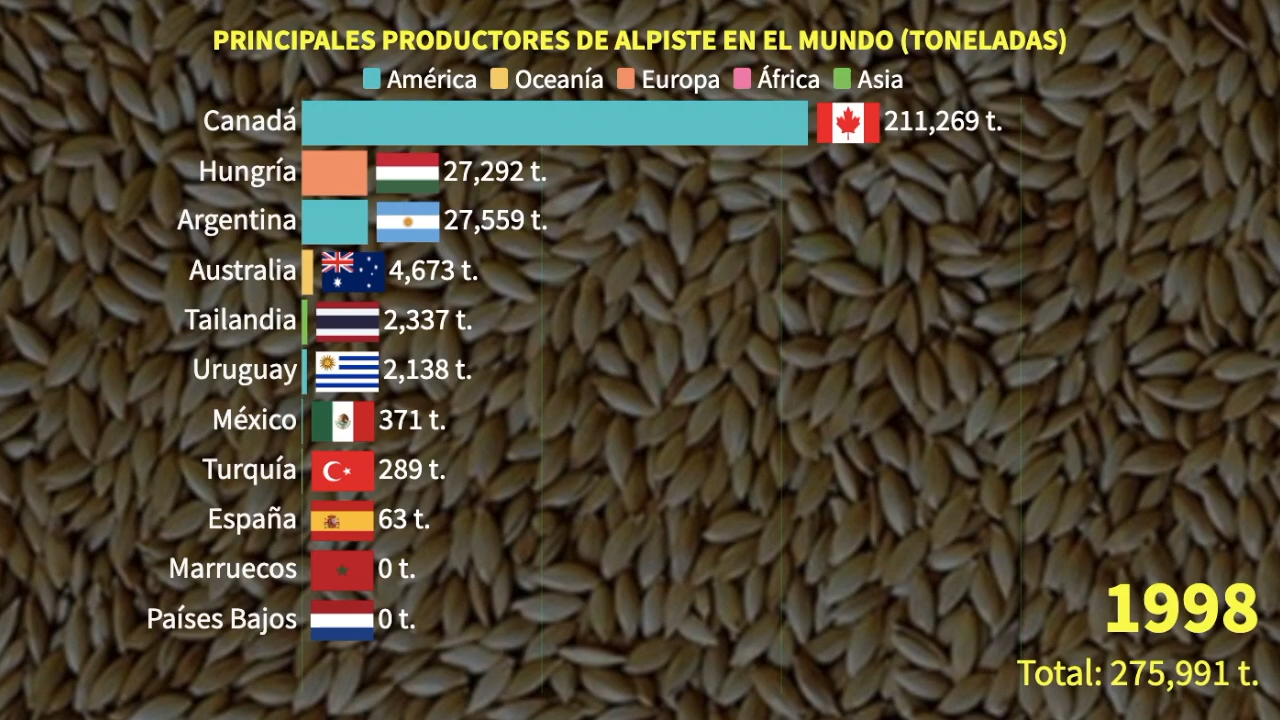 PRINCIPALES PRODUCTORES DE ALPISTE EN EL MUNDO (TONELADAS)
América Oceanía Europa África Asia
Canadá 211,269 t.
Hungría 27,292 t.
Argentina 27,559 t.
Australia 4,673 t.
Tailandia 2,337 t.
Uruguay 2,138 t.
México 371 t.
Turquía 289 t.
España 63 t.
Marruecos 0 t.
Países Bajos 0 t.
1998
Total: 275,991 t.